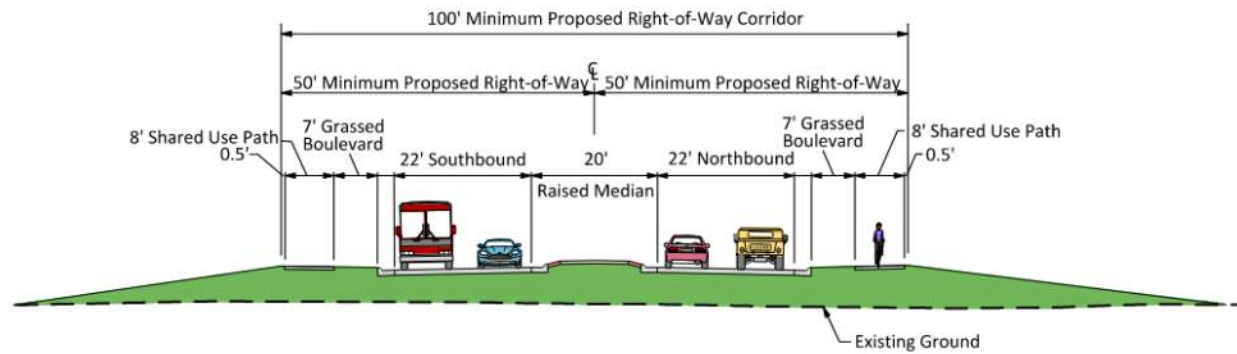 100' Minimum Proposed Right-of-Way Corridor
℄
50' Minimum Proposed Right-of-Way
50' Minimum Proposed Right-of-Way
8' Shared Use Path
0.5'
7' Grassed
Boulevard
22' Southbound
20'
Raised Median
22' Northbound
7' Grassed
Boulevard
8' Shared Use Path
0.5'
Existing Ground